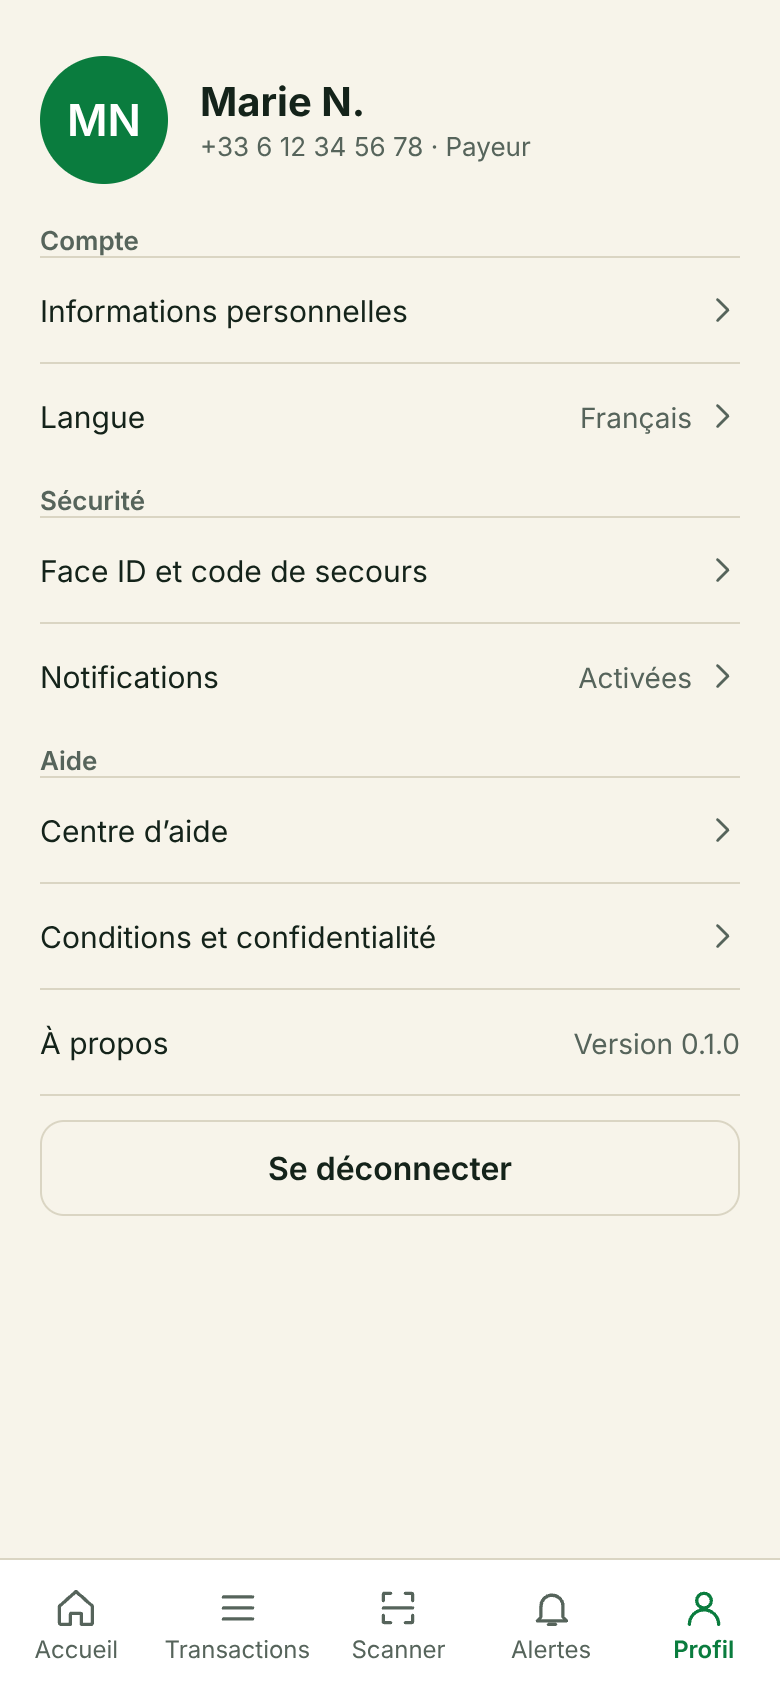 MN
Marie N.
+33 6 12 34 56 78 · Payeur
Compte
Informations personnelles
Langue Français
Sécurité
Face ID et code de secours
Notifications Activées
Aide
Centre d’aide
Conditions et confidentialité
À propos Version 0.1.0
Se déconnecter
Accueil Transactions Scanner Alertes Profil